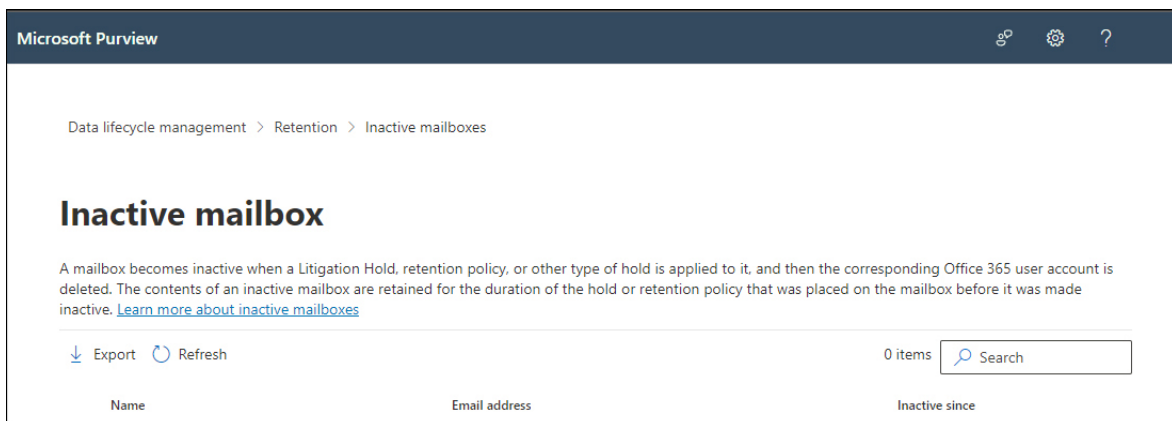 Microsoft Purview
Data lifecycle management > Retention > Inactive mailboxes
Inactive mailbox
A mailbox becomes inactive when a Litigation Hold, retention policy, or other type of hold is applied to it, and then the corresponding Office 365 user account is
deleted. The contents of an inactive mailbox are retained for the duration of the hold or retention policy that was placed on the mailbox before it was made
inactive. Learn more about inactive mailboxes
Export Refresh 0 items Search
Name Email address Inactive since